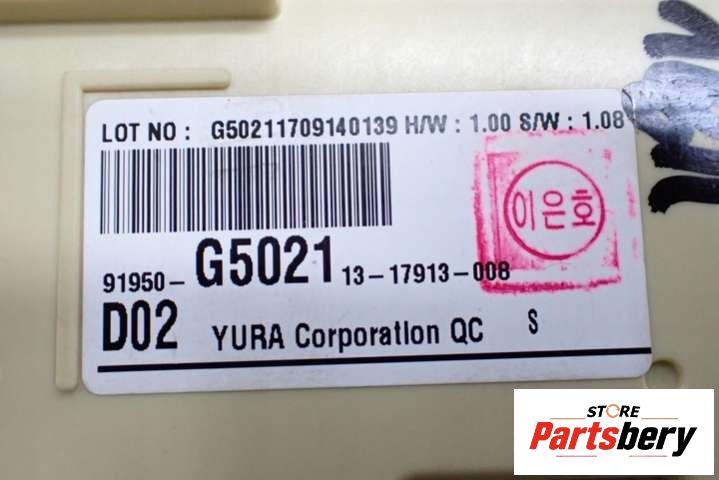 LOT NO : G50211709140139 H/W : 1.00 S/W : 1.08
이은호
91950- G5021 13-17913-008
D02 YURA Corporation QC S
STORE
Partsbery